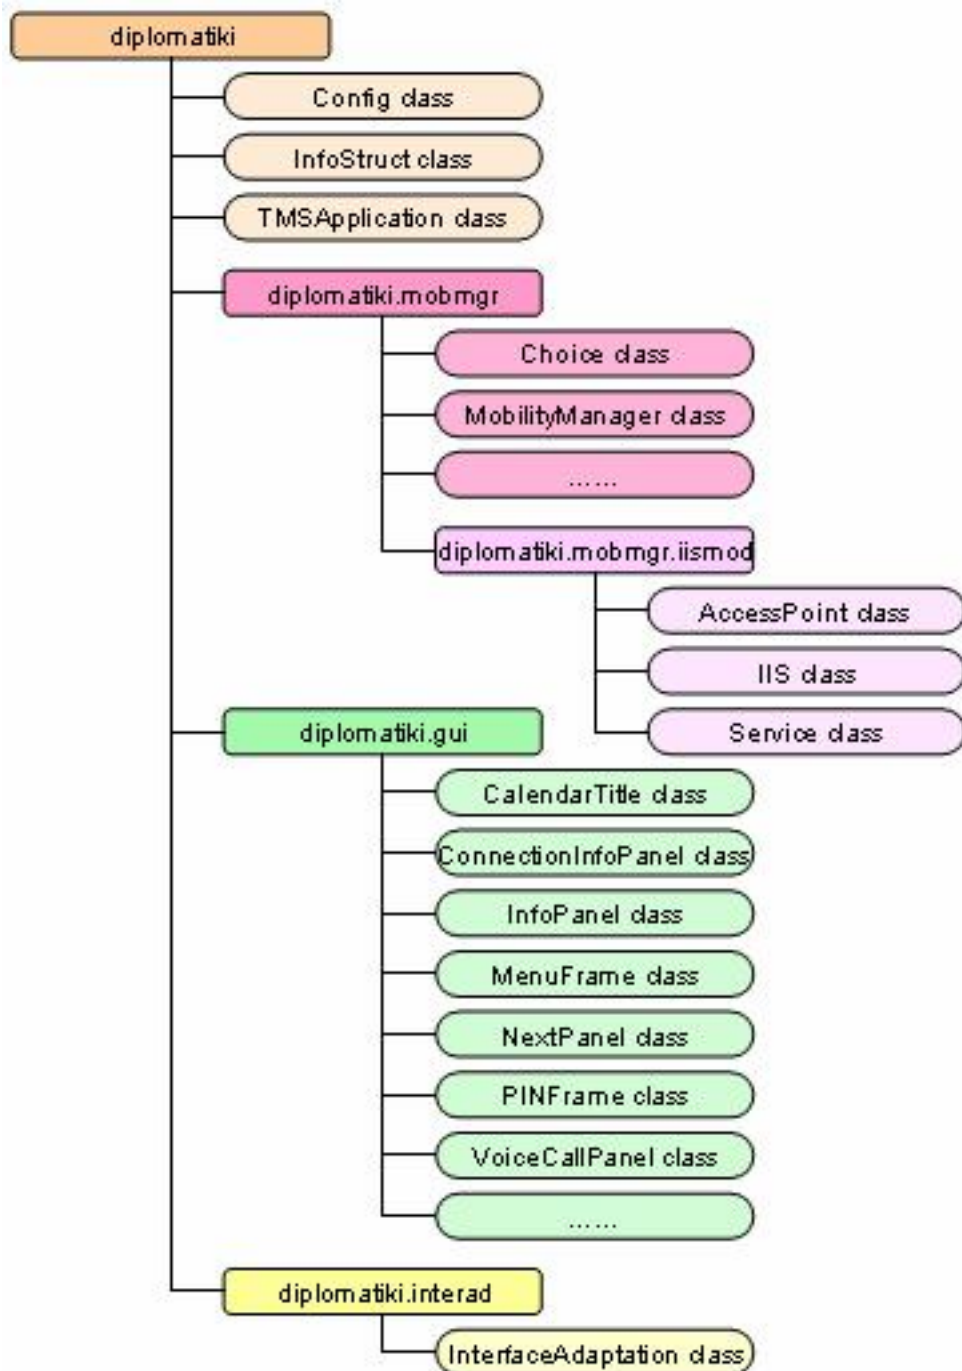 diplomatiki
Config class
InfoStruct class
TMSApplication class
diplomatiki.mobmgr
Choice class
MobilityManager class
......
diplomatiki.mobmgr.iismod
AccessPoint class
IIS class
Service class
diplomatiki.gui
CalendarTitle class
ConnectionInfoPanel class
InfoPanel class
MenuFrame class
NextPanel class
PINFrame class
VoiceCallPanel class
......
diplomatiki.interad
InterfaceAdaptation class